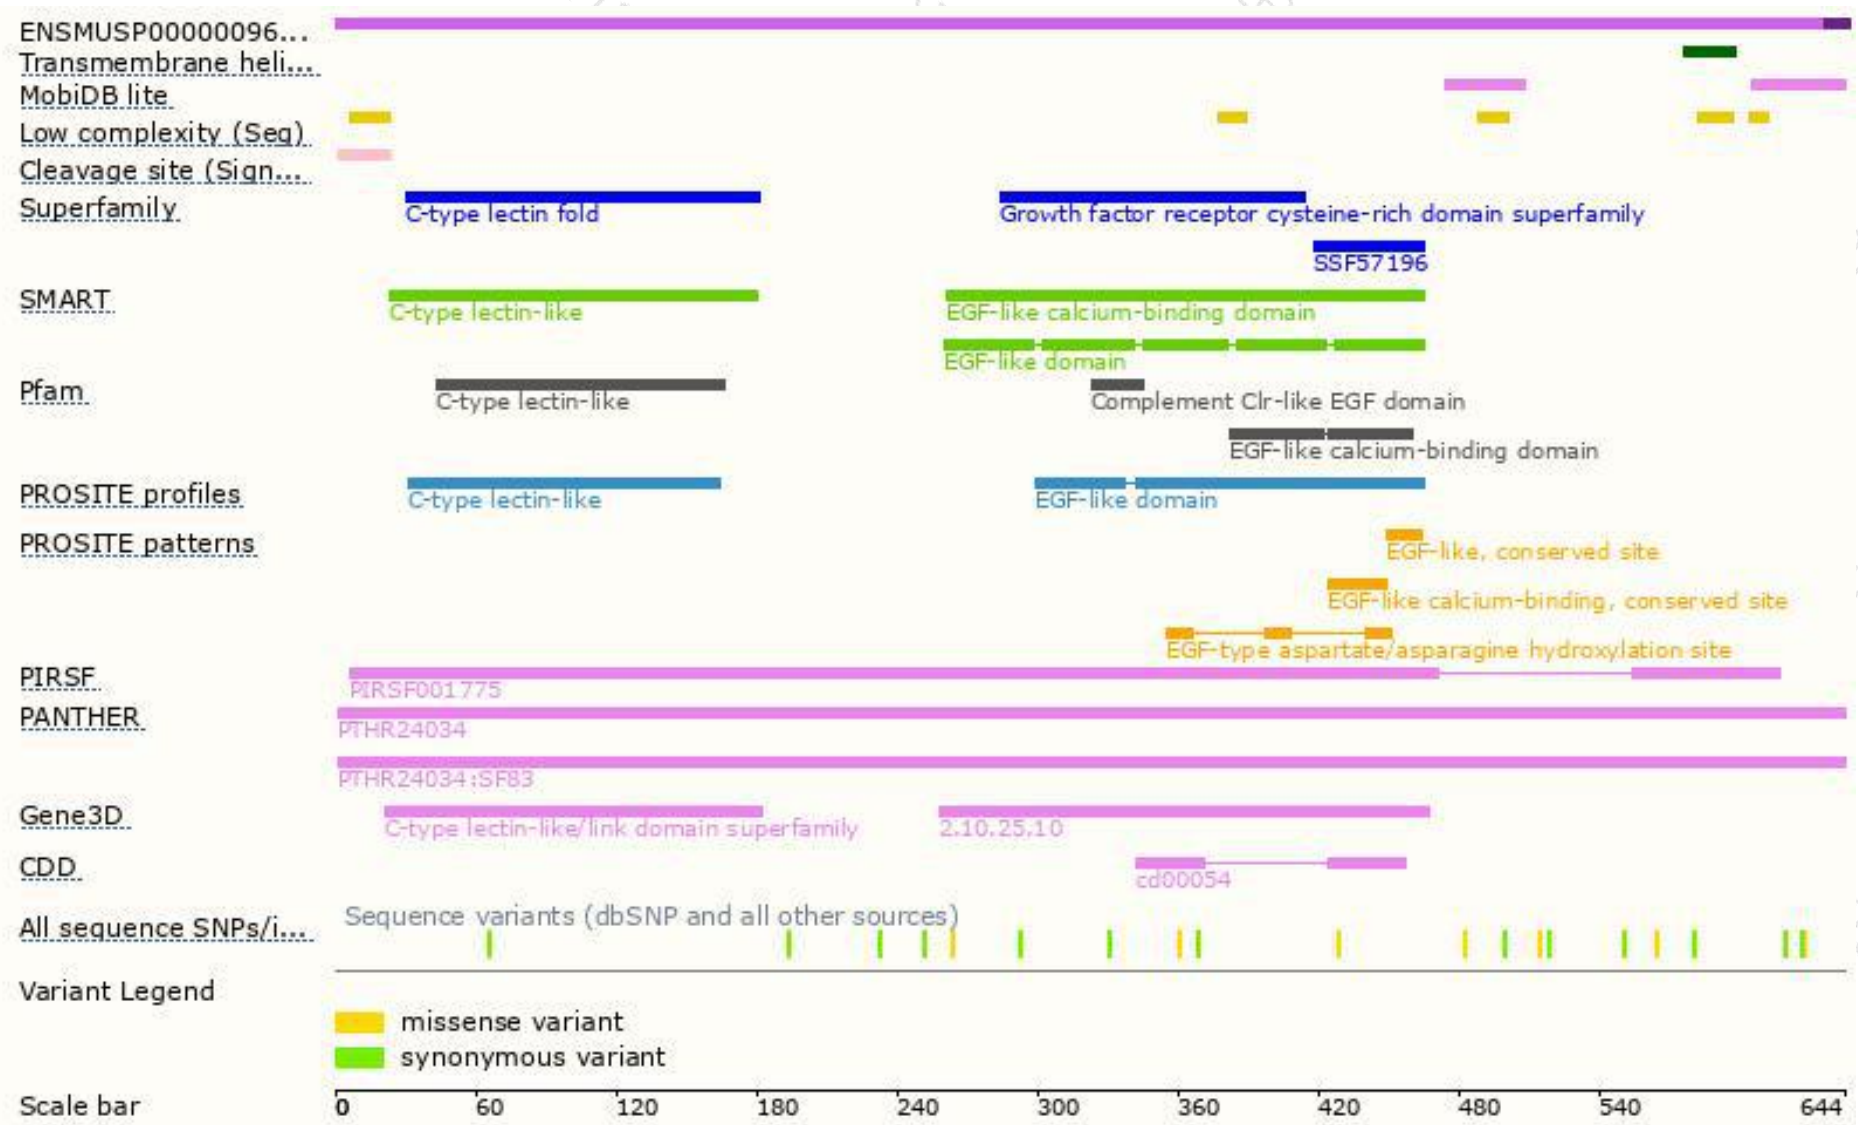 ENSMUSP00000096...
Transmembrane heli...
MobiDB lite
Low complexity (Seg)
Cleavage site (Sign...
Superfamily
C-type lectin fold
Growth factor receptor cysteine-rich domain superfamily
SSF57196
SMART
C-type lectin-like
EGF-like calcium-binding domain
EGF-like domain
Pfam
C-type lectin-like
Complement Clr-like EGF domain
EGF-like calcium-binding domain
PROSITE profiles
C-type lectin-like
EGF-like domain
PROSITE patterns
EGF-like, conserved site
EGF-like calcium-binding, conserved site
EGF-type aspartate/asparagine hydroxylation site
PIRSF
PIRSF001775
PANTHER
PTHR24034
PTHR24034:SF83
Gene3D
C-type lectin-like/link domain superfamily
2.10.25.10
CDD
cd00054
All sequence SNPs/i...
Sequence variants (dbSNP and all other sources)
Variant Legend
missense variant
synonymous variant
Scale bar 0 60 120 180 240 300 360 420 480 540 644